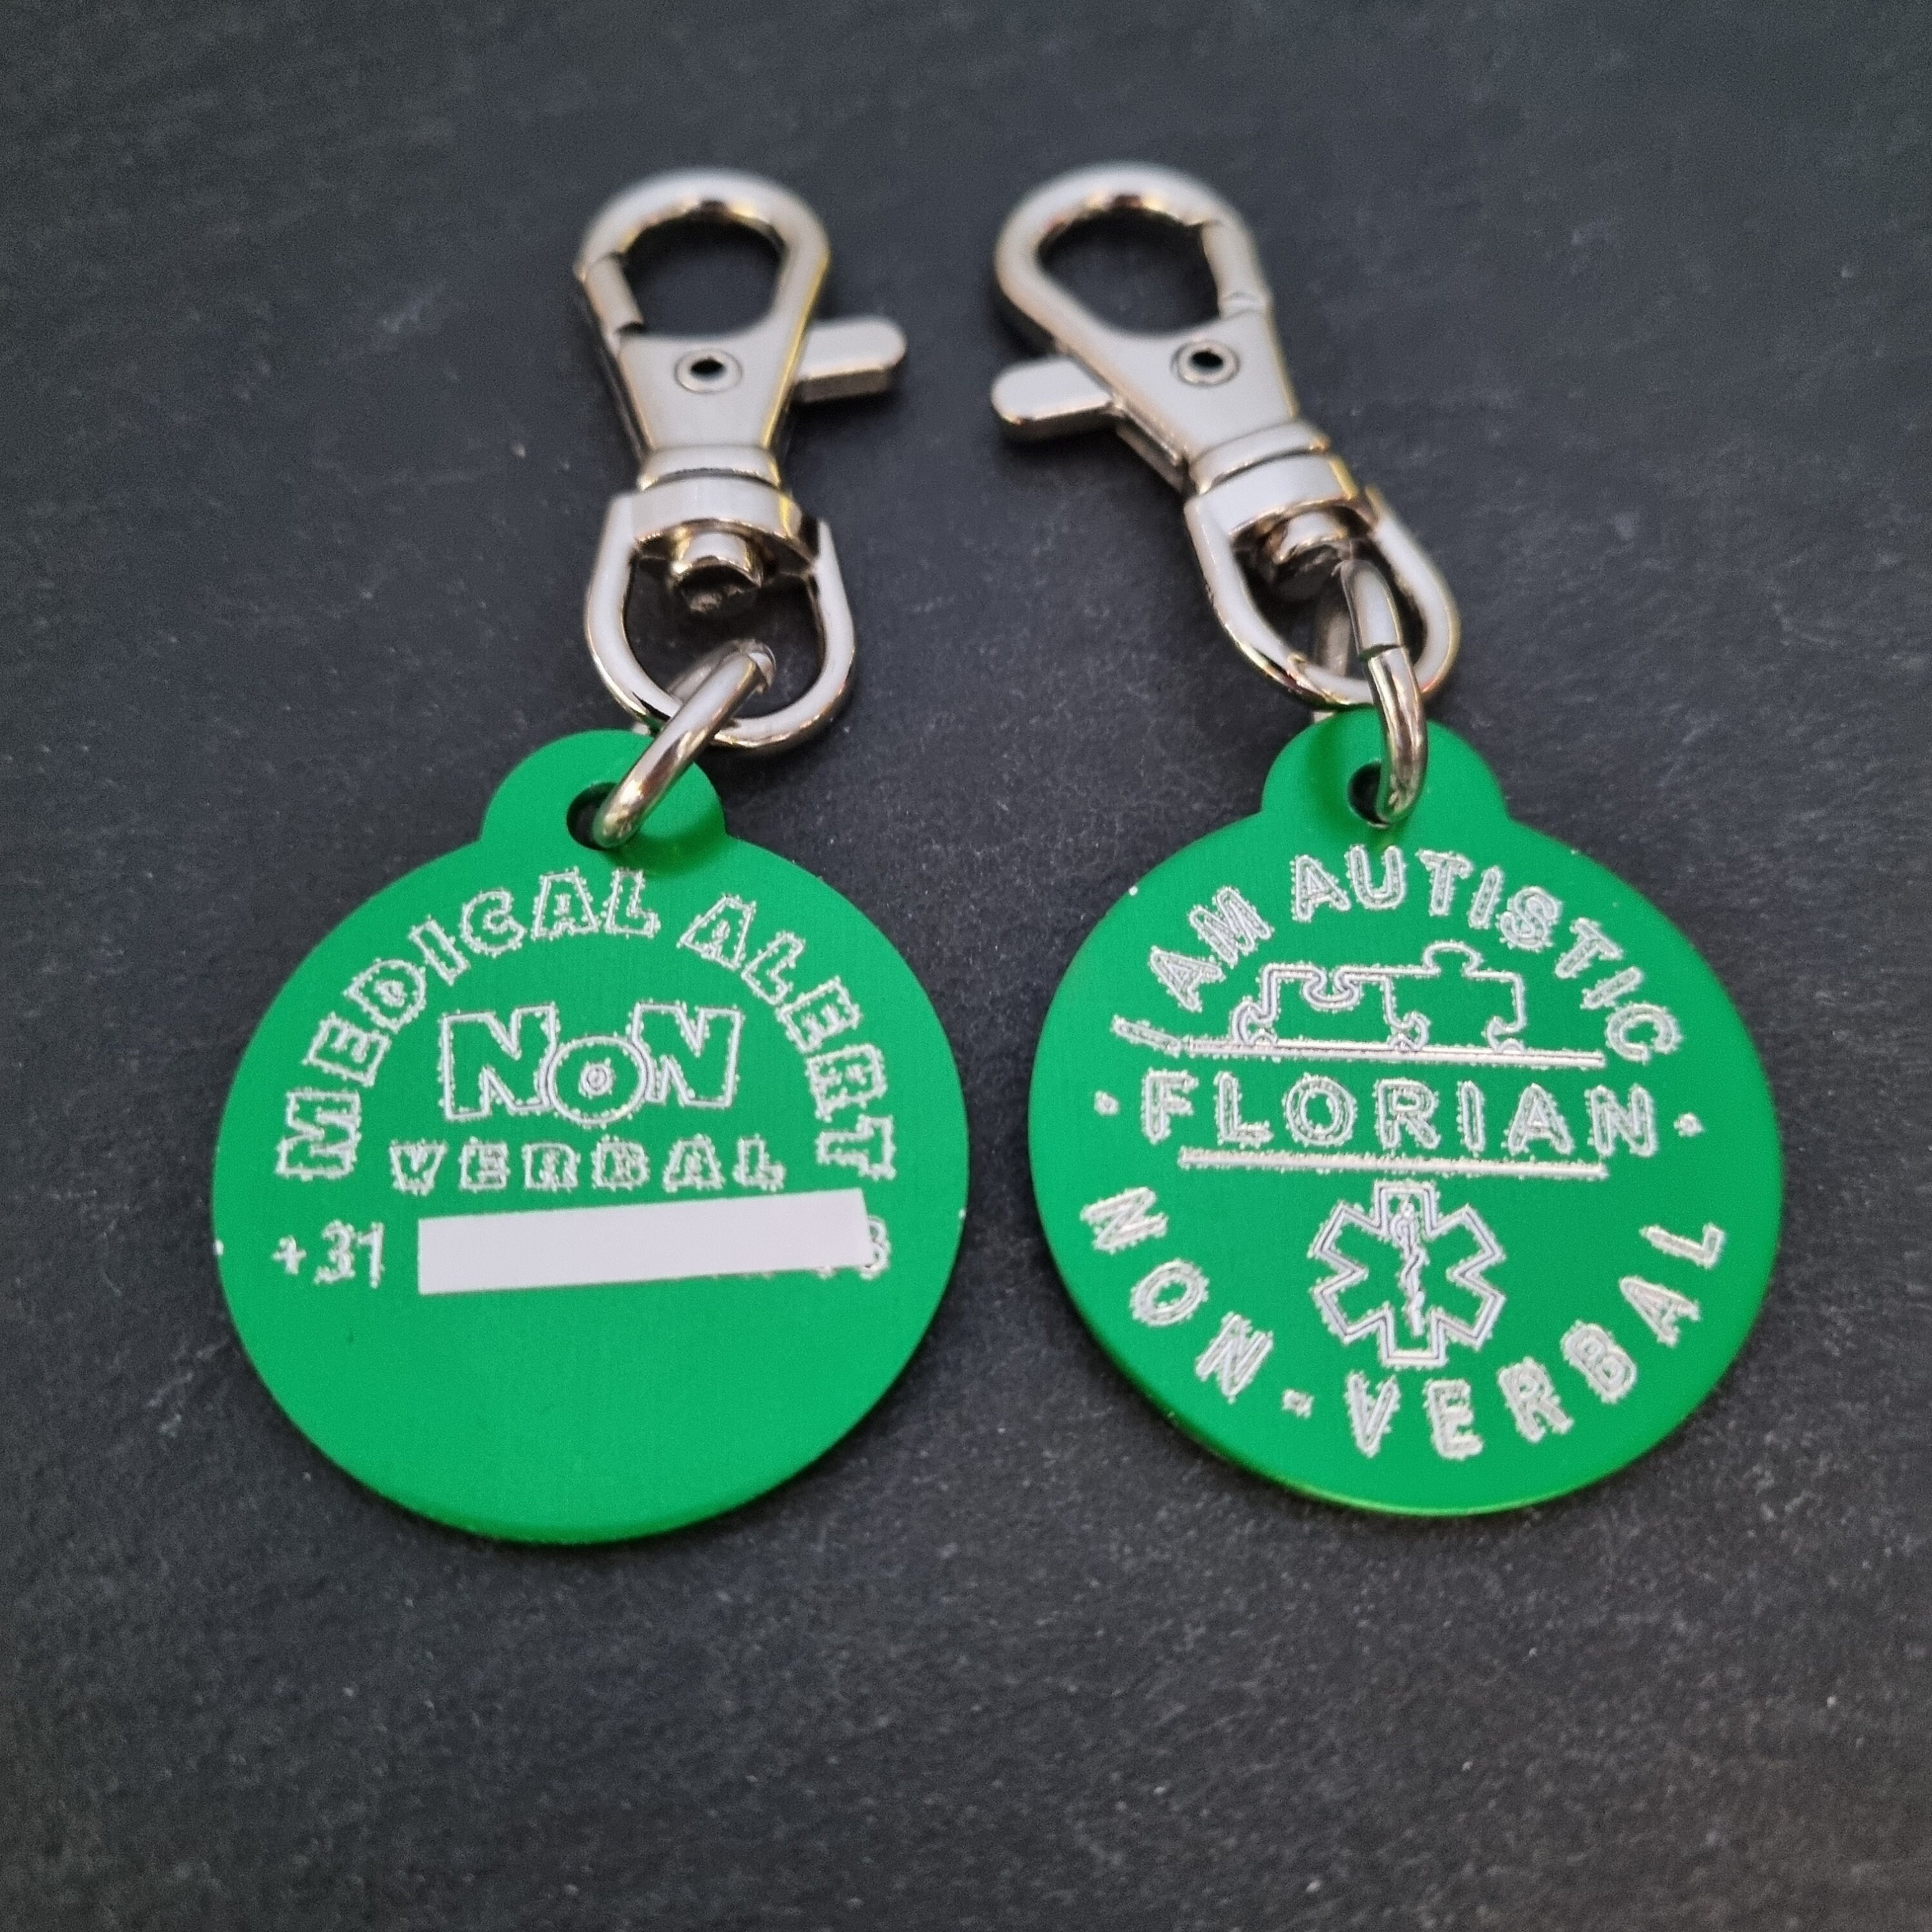 MEDICAL ALERT
NON
VERBAL
+31
I AM AUTISTIC
· FLORIAN ·
NON-VERBAL